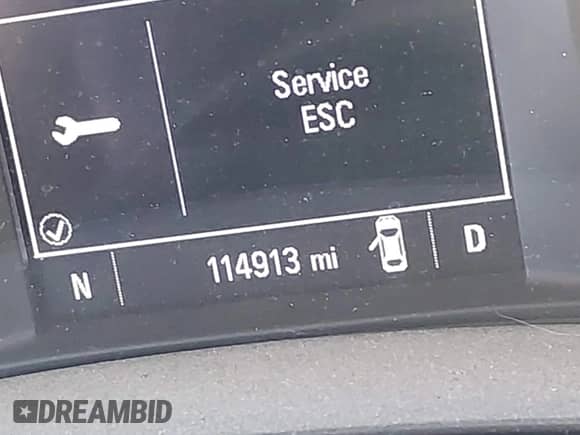 Service
ESC
N 114913 mi D
DREAMBID